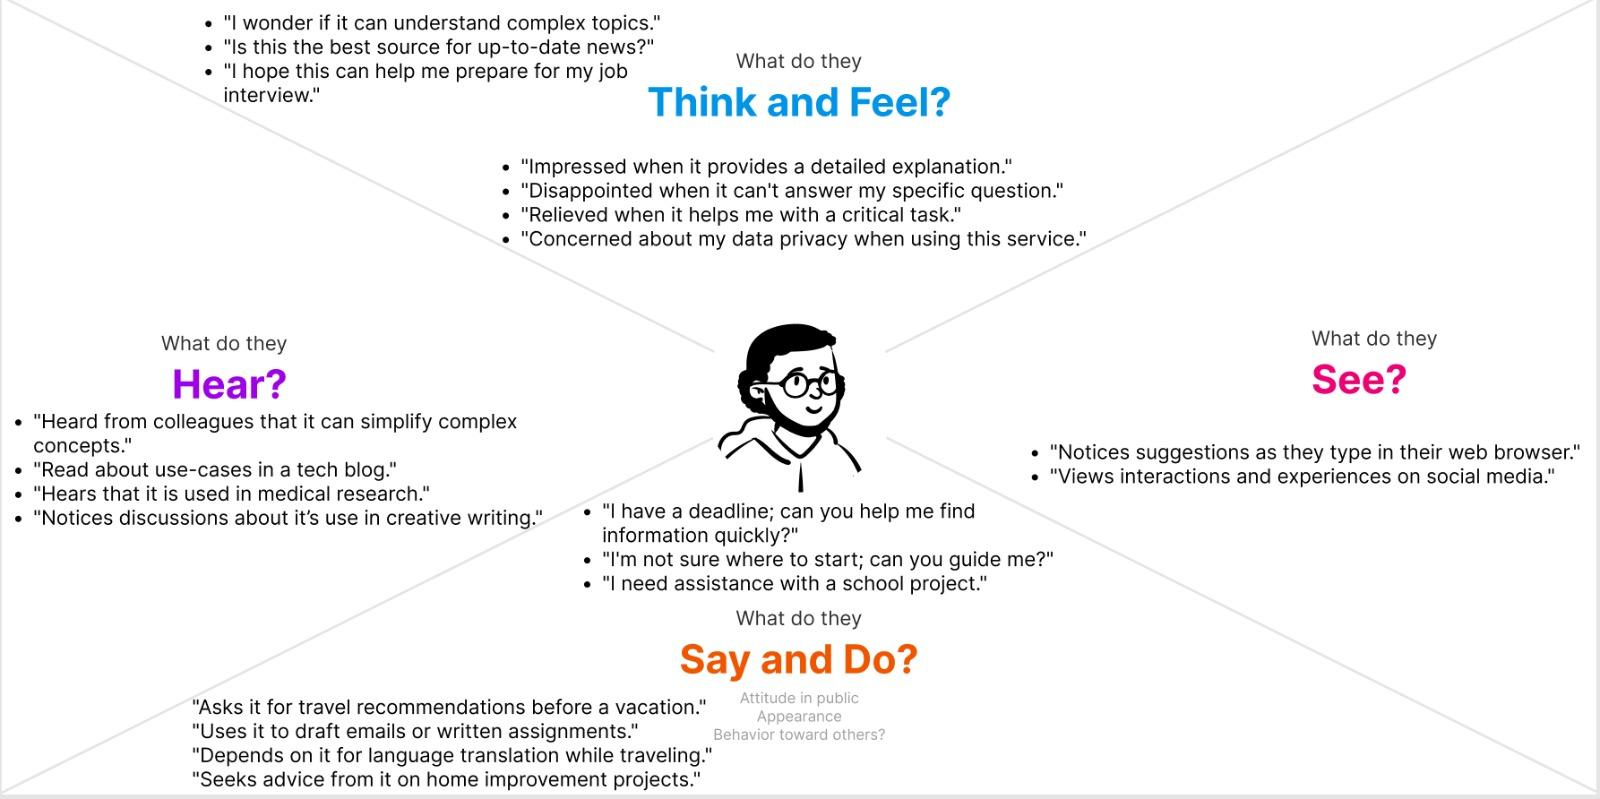 • "I wonder if it can understand complex topics."
• "Is this the best source for up-to-date news?"
• "I hope this can help me prepare for my job
interview."
What do they
Think and Feel?
• "Impressed when it provides a detailed explanation."
• "Disappointed when it can't answer my specific question."
• "Relieved when it helps me with a critical task."
• "Concerned about my data privacy when using this service."
What do they
Hear?
• "Heard from colleagues that it can simplify complex
concepts."
• "Read about use-cases in a tech blog."
• "Hears that it is used in medical research."
• "Notices discussions about it’s use in creative writing."
What do they
See?
• "Notices suggestions as they type in their web browser."
• "Views interactions and experiences on social media."
• "I have a deadline; can you help me find
information quickly?"
• "I'm not sure where to start; can you guide me?"
• "I need assistance with a school project."
What do they
Say and Do?
Attitude in public
Appearance
Behavior toward others?
"Asks it for travel recommendations before a vacation."
"Uses it to draft emails or written assignments."
"Depends on it for language translation while traveling."
"Seeks advice from it on home improvement projects."